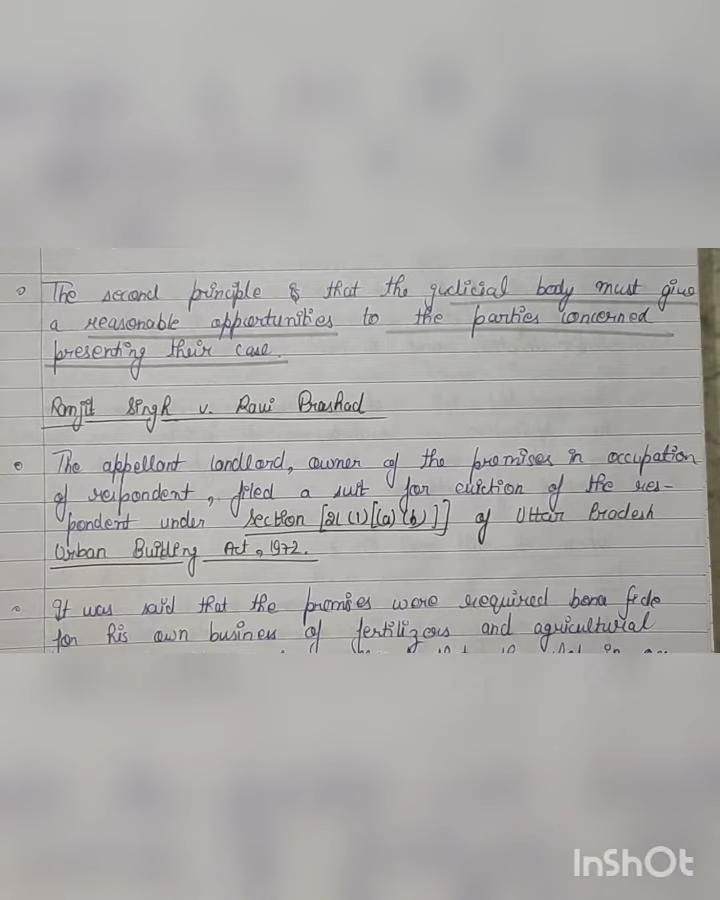 The second principle is that the judicial body must give
a reasonable opportunities to the parties concerned
presenting their case.
Ranjit Singh v. Ravi Prashad
The appellant landlord, owner of the premises in occupation
of respondent, filed a suit for eviction of the res-
pondent under Section [21(1)[(a)(b)]] of Uttar Pradesh
Urban Building Act, 1972.
It was said that the premises were required bona fide
for his own business of fertilizers and agricultural
InShOt